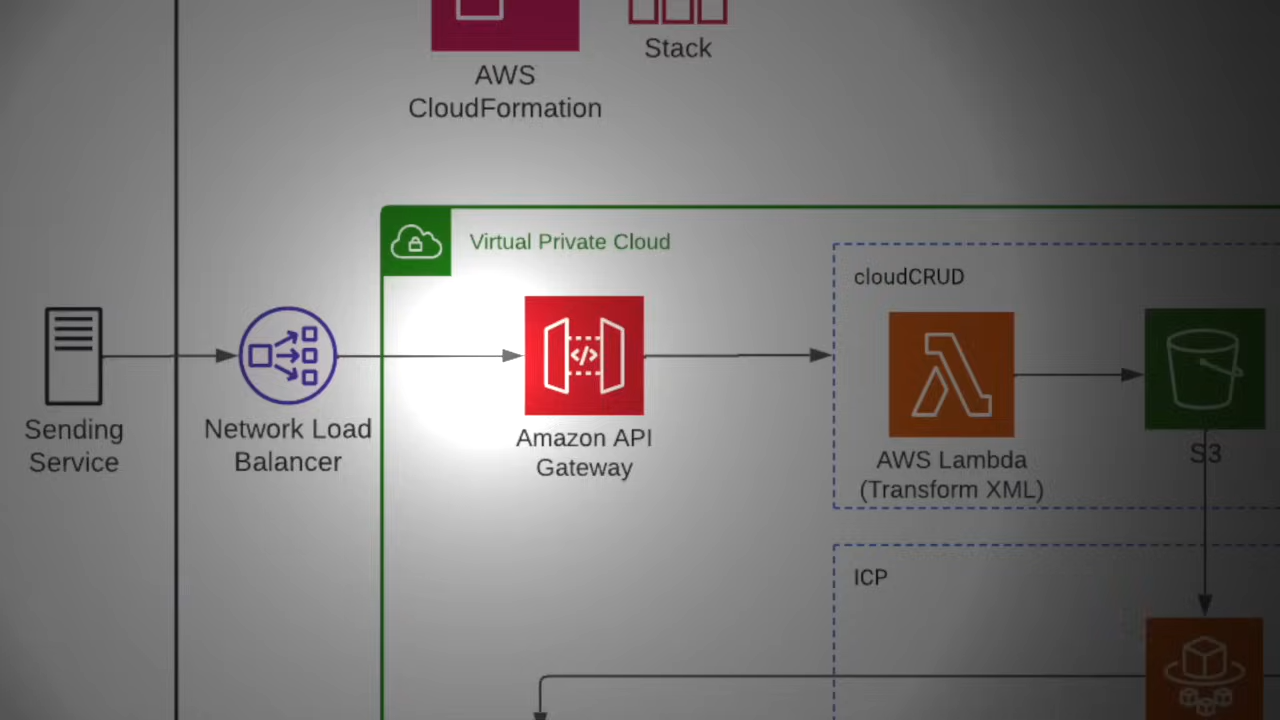 Stack
AWS
CloudFormation
Virtual Private Cloud
cloudCRUD
Sending
Service
Network Load
Balancer
</>
Amazon API
Gateway
AWS Lambda
(Transform XML)
S3
ICP